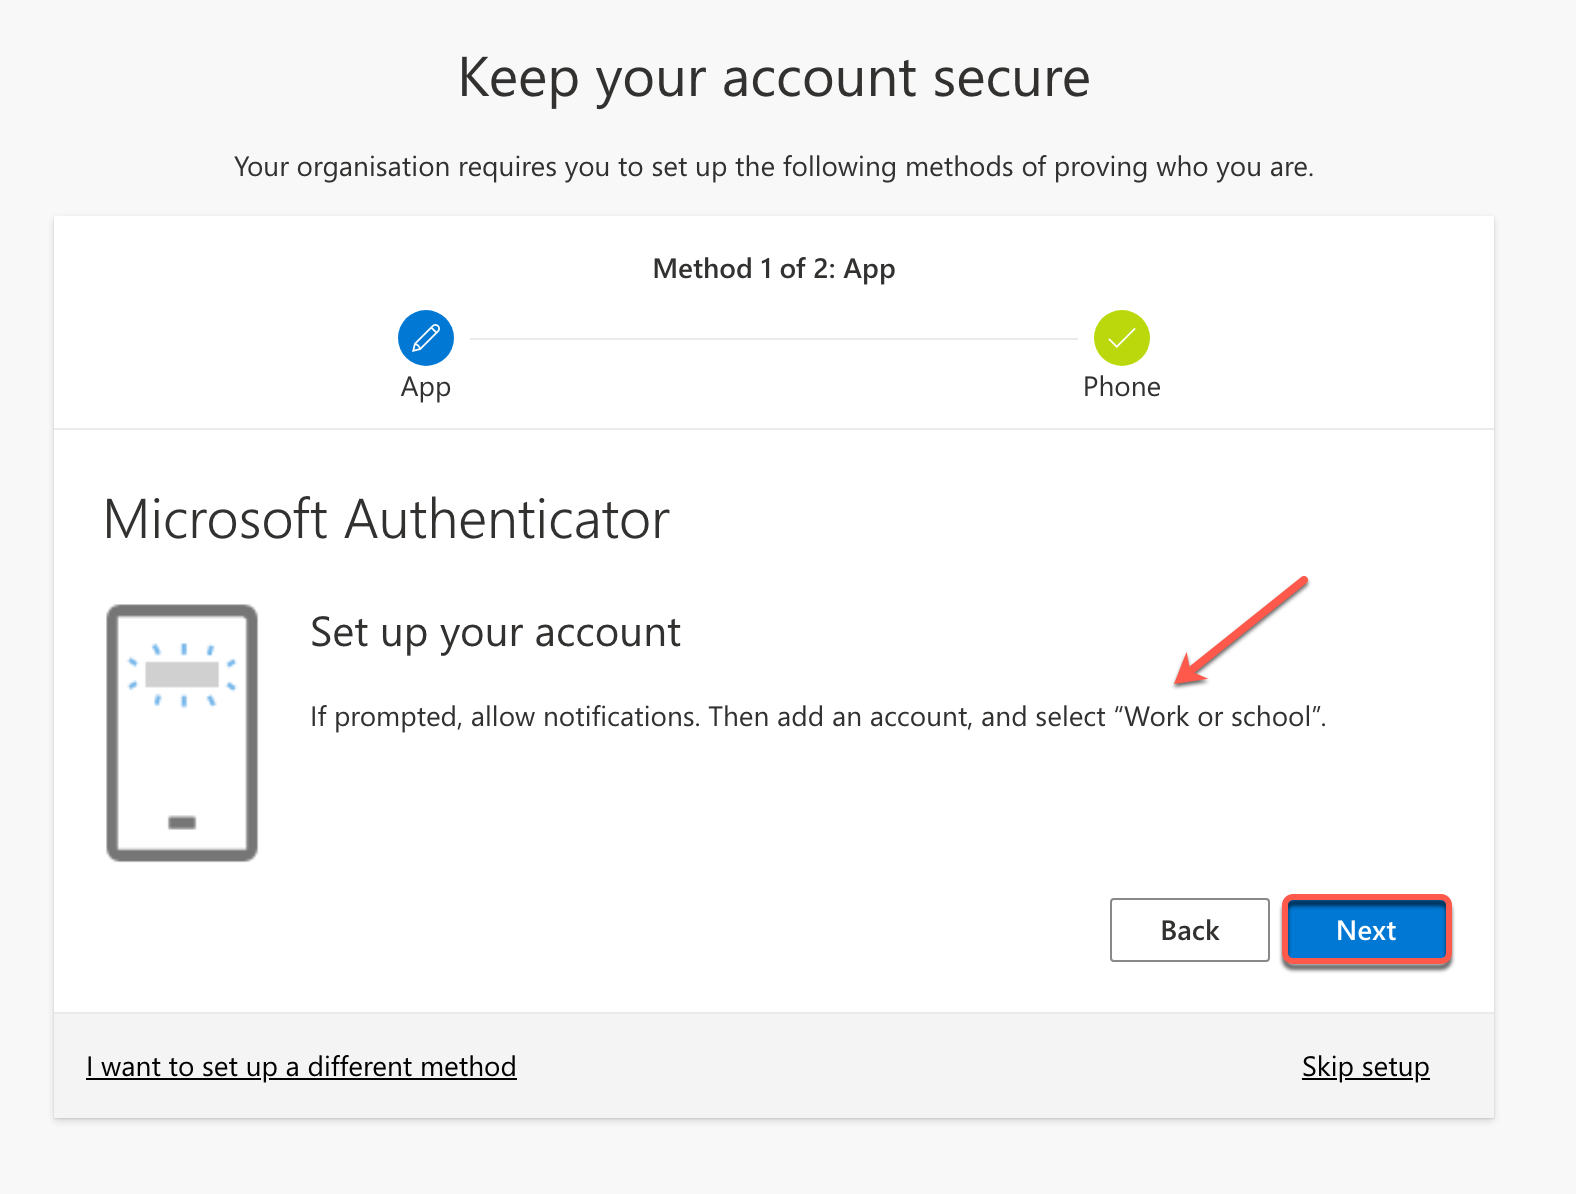 Keep your account secure
Your organisation requires you to set up the following methods of proving who you are.
Method 1 of 2: App
App
Phone
Microsoft Authenticator
Set up your account
If prompted, allow notifications. Then add an account, and select “Work or school”.
Back
Next
I want to set up a different method
Skip setup